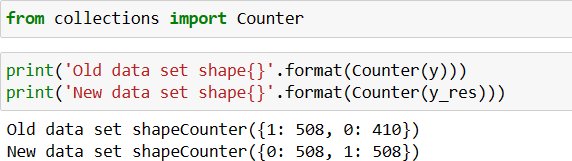 from collections import Counter
print('Old data set shape{}'.format(Counter(y)))
print('New data set shape{}'.format(Counter(y_res)))
Old data set shapeCounter({1: 508, 0: 410})
New data set shapeCounter({0: 508, 1: 508})